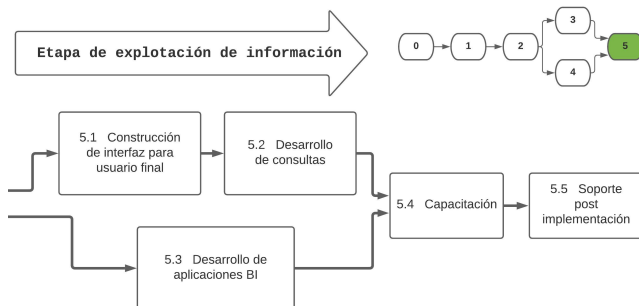 Etapa de explotación de información
0
1
2
3
4
5
5.1 Construcción
de interfaz para
usuario final
5.2 Desarrollo
de consultas
5.3 Desarrollo de
aplicaciones BI
5.4 Capacitación
5.5 Soporte
post
implementación